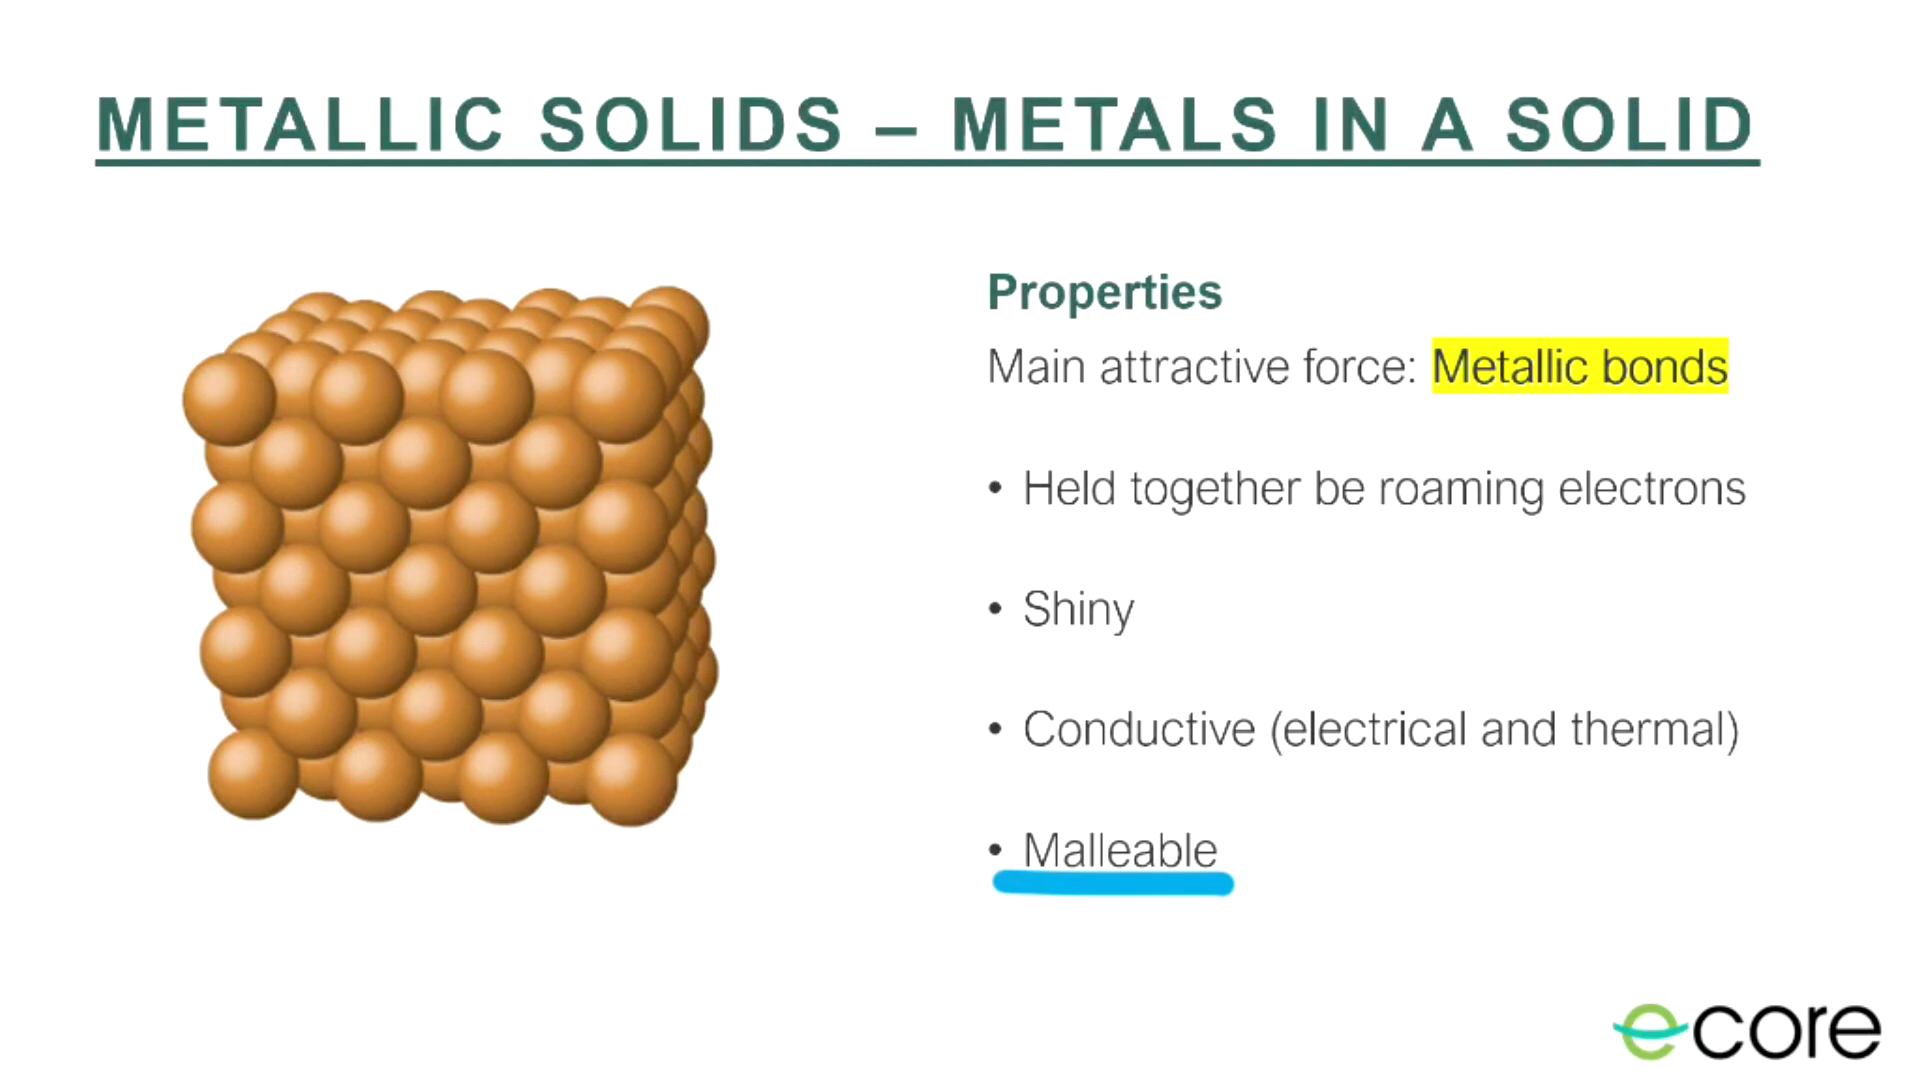 METALLIC SOLIDS – METALS IN A SOLID
Properties
Main attractive force: Metallic bonds
• Held together be roaming electrons
• Shiny
• Conductive (electrical and thermal)
• Malleable
ecore